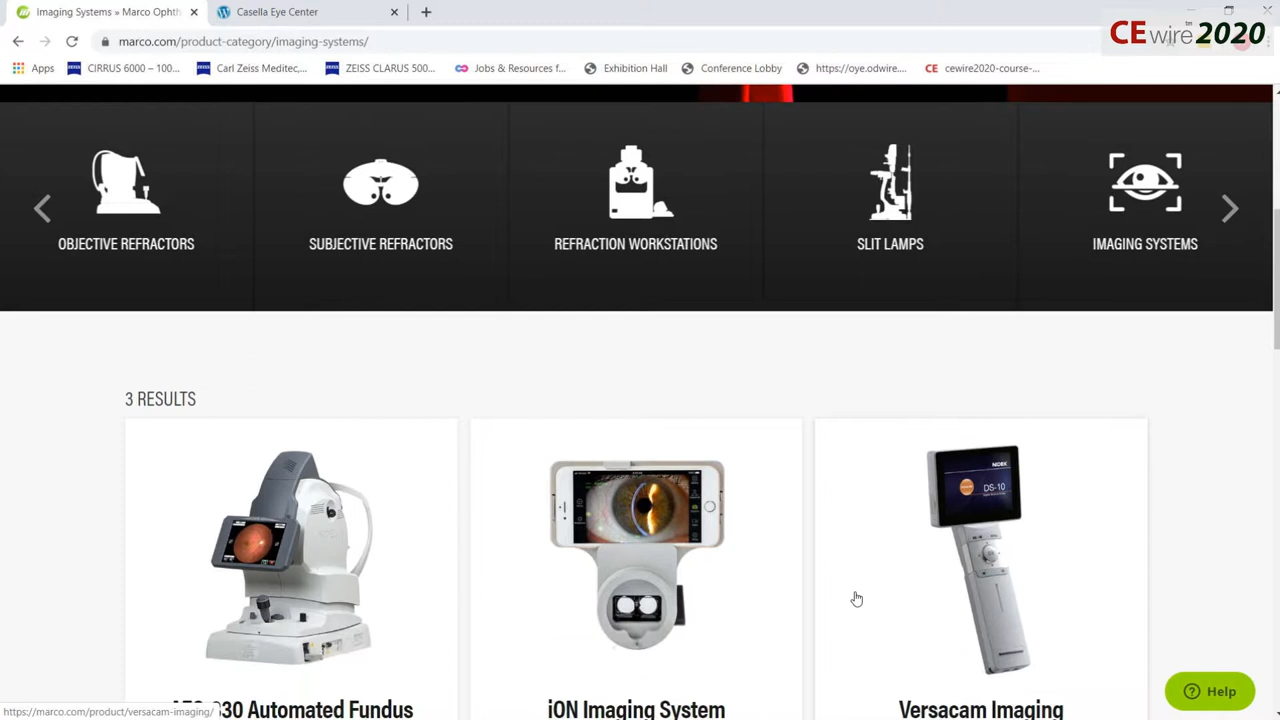 Imaging Systems » Marco Ophth
Casella Eye Center
CEwire2020
™
marco.com/product-category/imaging-systems/
Apps
CIRRUS 6000 – 100...
Carl Zeiss Meditec,...
ZEISS CLARUS 500...
Jobs & Resources f...
Exhibition Hall
Conference Lobby
https://oye.odwire....
cewire2020-course-...
OBJECTIVE REFRACTORS
SUBJECTIVE REFRACTORS
REFRACTION WORKSTATIONS
SLIT LAMPS
IMAGING SYSTEMS
3 RESULTS
NIDEK
DS-10
Help
30 Automated Fundus
iON Imaging System
Versacam Imaging
https://marco.com/product/versacam-imaging/